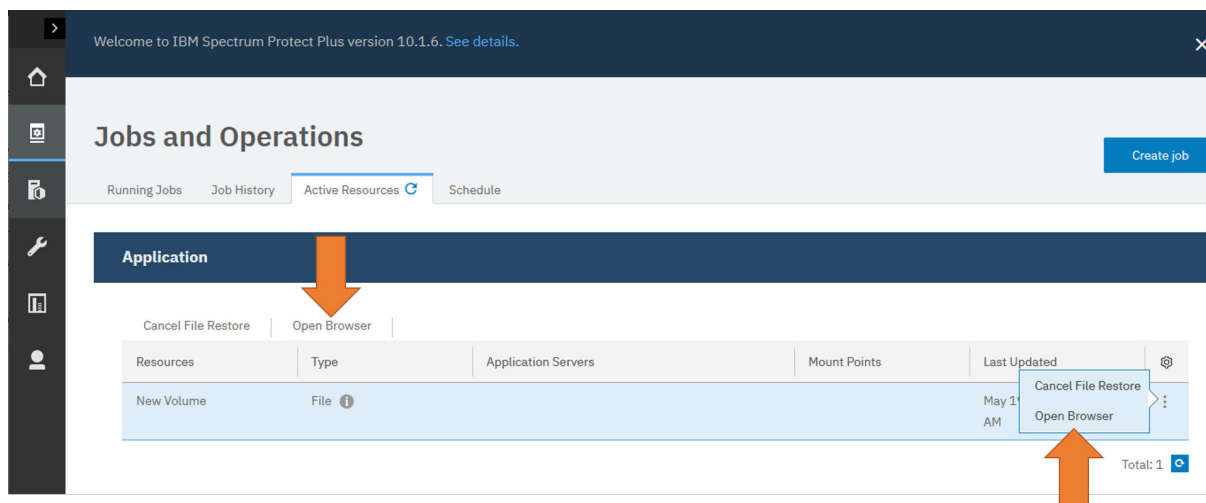 Welcome to IBM Spectrum Protect Plus version 10.1.6. See details.
Jobs and Operations
Create job
Running Jobs Job History Active Resources Schedule
Application
Cancel File Restore Open Browser
Resources Type Application Servers Mount Points Last Updated
Cancel File Restore
New Volume File May
Open Browser
AM
Total: 1